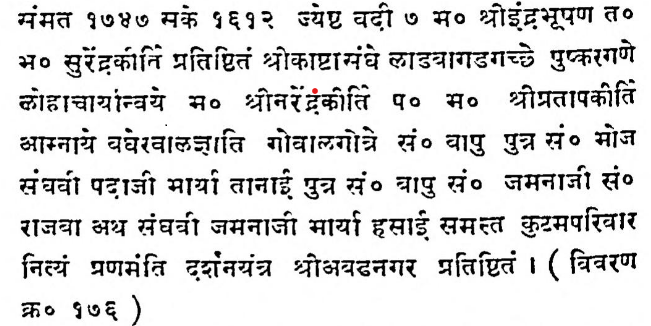 संमत १७४७ सके १६१२ ज्येष्ट वदी ७ भ० श्रीइंद्रभूषण त०
भ० सुरेंद्रकीर्ति प्रतिष्टितं श्रीकाष्टासंघे लाडवागडगच्छे पुष्करगणे
लोहाचार्यान्वये भ० श्रीनरेंद्रकीर्ति प० भ० श्रीप्रतापकीर्ति
आम्नाये वघेरवालज्ञाति गोवालगोत्रे सं० वापु पुत्र सं० भोज
संघवी पदाजी भार्या तानाई पुत्र सं० वापु सं० जमनाजी सं०
राजबा अथ संघवी जमनाजी भार्या हसाई समस्त कुटमपरिवार
नित्यं प्रणमंति दर्शनयंत्र श्रीअवढनगर प्रतिष्टितं । ( विवरण
क्र० १७६ )